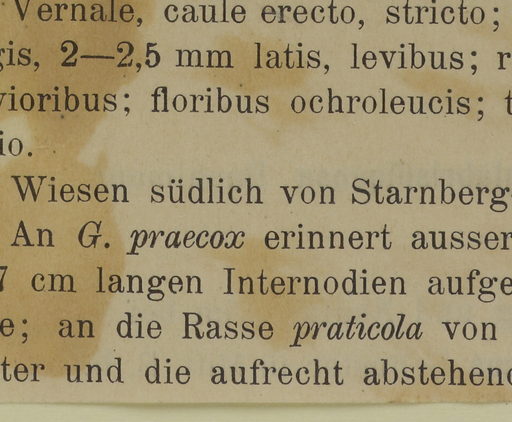 Vernale, caule erecto, stricto;
gis, 2—2,5 mm latis, levibus; r
vioribus; floribus ochroleucis; t
io.
Wiesen südlich von Starnberg
An G. praecox erinnert ausser
7 cm langen Internodien aufge
e; an die Rasse praticola von
ter und die aufrecht abstehend